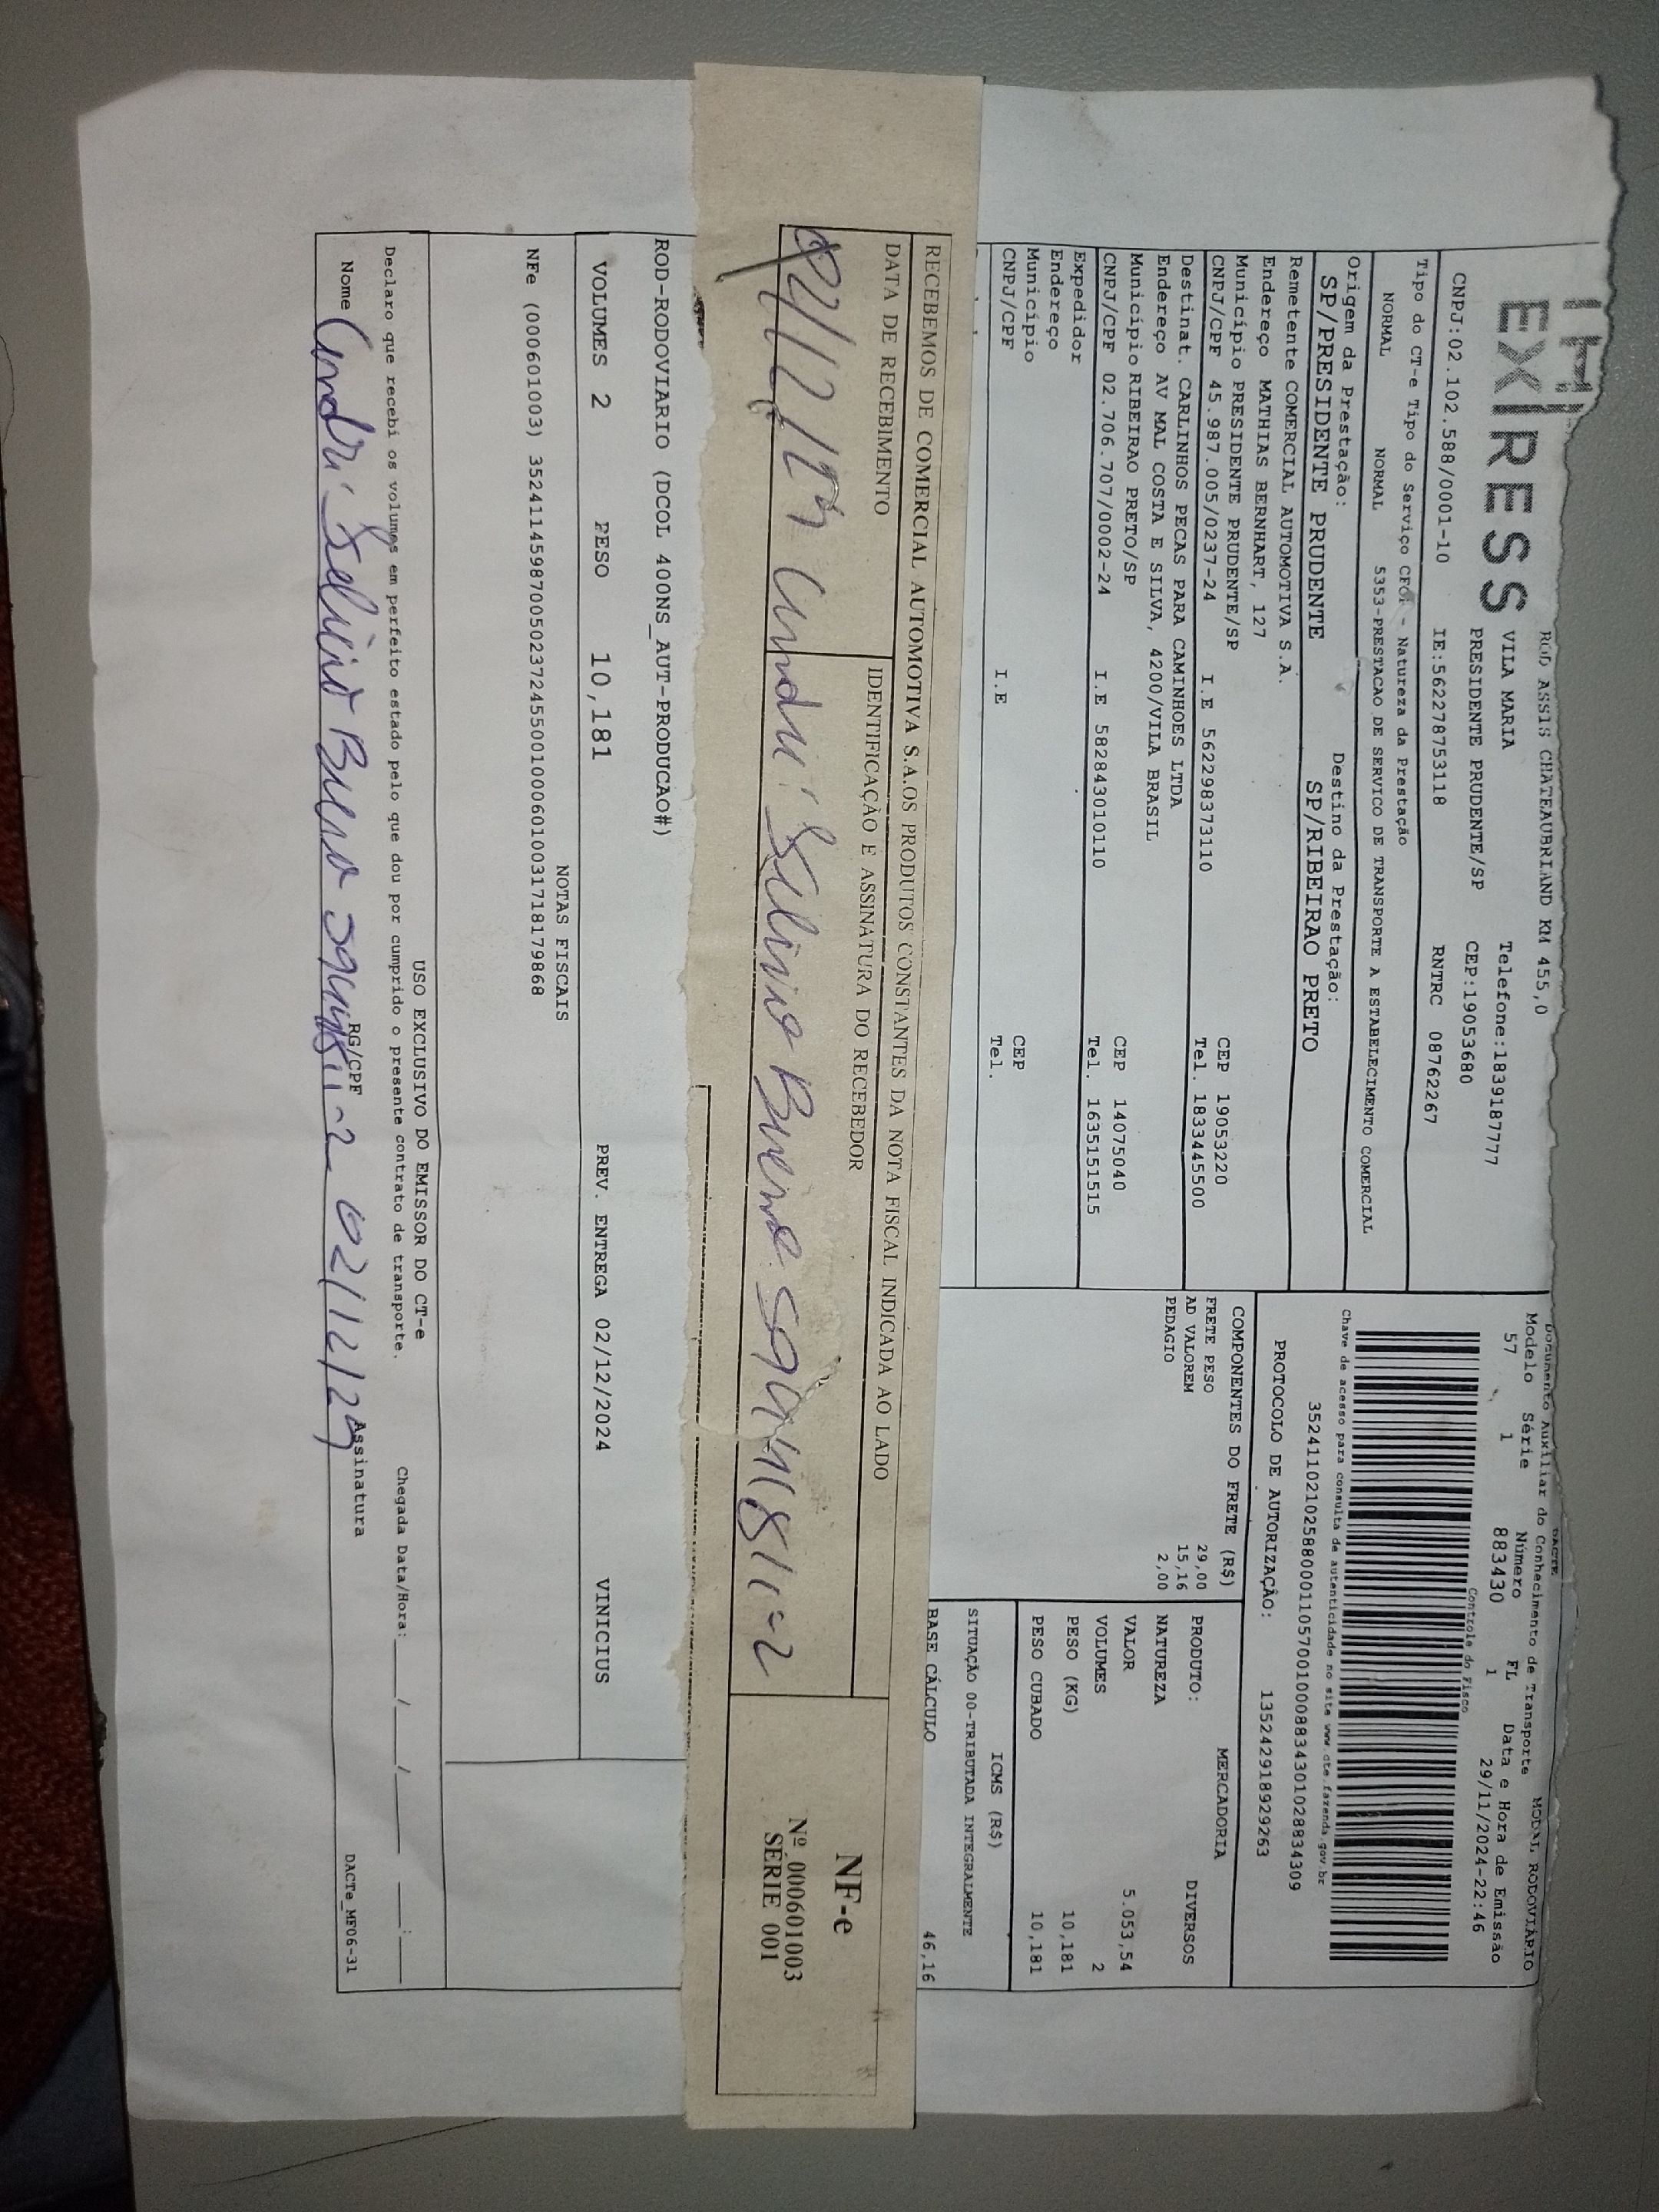 EXPRESS
ROD ASSIS CHATEAUBRIAND KM 455,0
VILA MARIA Telefone:1839187777
PRESIDENTE PRUDENTE/SP CEP:19053680
CNPJ:02.102.588/0001-10 IE:562278753118 RNTRC 08762267
DACTE MODAL RODOVIÁRIO
Documento Auxiliar do Conhecimento de Transporte
Modelo Série Número FL Data e Hora de Emissão
57 1 883430 1 29/11/2024-22:46
Controle do Fisco
Chave de acesso para consulta de autenticidade no site www.cte.fazenda.gov.br
35241102102588000110570010008834301028834309
PROTOCOLO DE AUTORIZAÇÃO: 135242918929263
Tipo do CT-e Tipo do Serviço CFOP - Natureza da Prestação
NORMAL NORMAL 5353-PRESTACAO DE SERVICO DE TRANSPORTE A ESTABELECIMENTO COMERCIAL
Origem da Prestação: Destino da Prestação:
SP/PRESIDENTE PRUDENTE SP/RIBEIRAO PRETO
Remetente COMERCIAL AUTOMOTIVA S.A.
Endereço MATHIAS BERNHART, 127
Município PRESIDENTE PRUDENTE/SP CEP 19053220
CNPJ/CPF 45.987.005/0237-24 I.E 562298373110 Tel. 1833445500
Destinat. CARLINHOS PECAS PARA CAMINHOES LTDA
Endereço AV MAL COSTA E SILVA, 4200/VILA BRASIL
Município RIBEIRAO PRETO/SP CEP 14075040
CNPJ/CPF 02.706.707/0002-24 I.E 582843010110 Tel. 1635151515
Expedidor
Endereço
Município CEP
CNPJ/CPF I.E Tel.
COMPONENTES DO FRETE (R$)
FRETE PESO 29,00
AD VALOREM 15,16
PEDAGIO 2,00
MERCADORIA
PRODUTO: DIVERSOS
NATUREZA
VALOR 5.053,54
VOLUMES 2
PESO (KG) 10,181
PESO CUBADO 10,181
ICMS (R$)
SITUAÇÃO 00-TRIBUTADA INTEGRALMENTE
BASE CÁLCULO 46,16
RECEBEMOS DE COMERCIAL AUTOMOTIVA S.A.OS PRODUTOS CONSTANTES DA NOTA FISCAL INDICADA AO LADO
DATA DE RECEBIMENTO IDENTIFICAÇÃO E ASSINATURA DO RECEBEDOR
Bueno
NF-e
Nº 000601003
SÉRIE 001
ROD-RODOVIARIO (DCOL 400NS_AUT-PRODUCAO#)
VOLUMES 2 PESO 10,181 PREV. ENTREGA 02/12/2024 VINICIUS
NOTAS FISCAIS
NFe (000601003) 35241145987005023724550010006010031718179868
USO EXCLUSIVO DO EMISSOR DO CT-e
Declaro que recebi os volumes em perfeito estado pelo que dou por cumprido o presente contrato de transporte. Chegada Data/Hora: ____/____/____ ____:____
Nome Bueno RG/CPF 02/12/24 Assinatura
DACTe_MF06-31